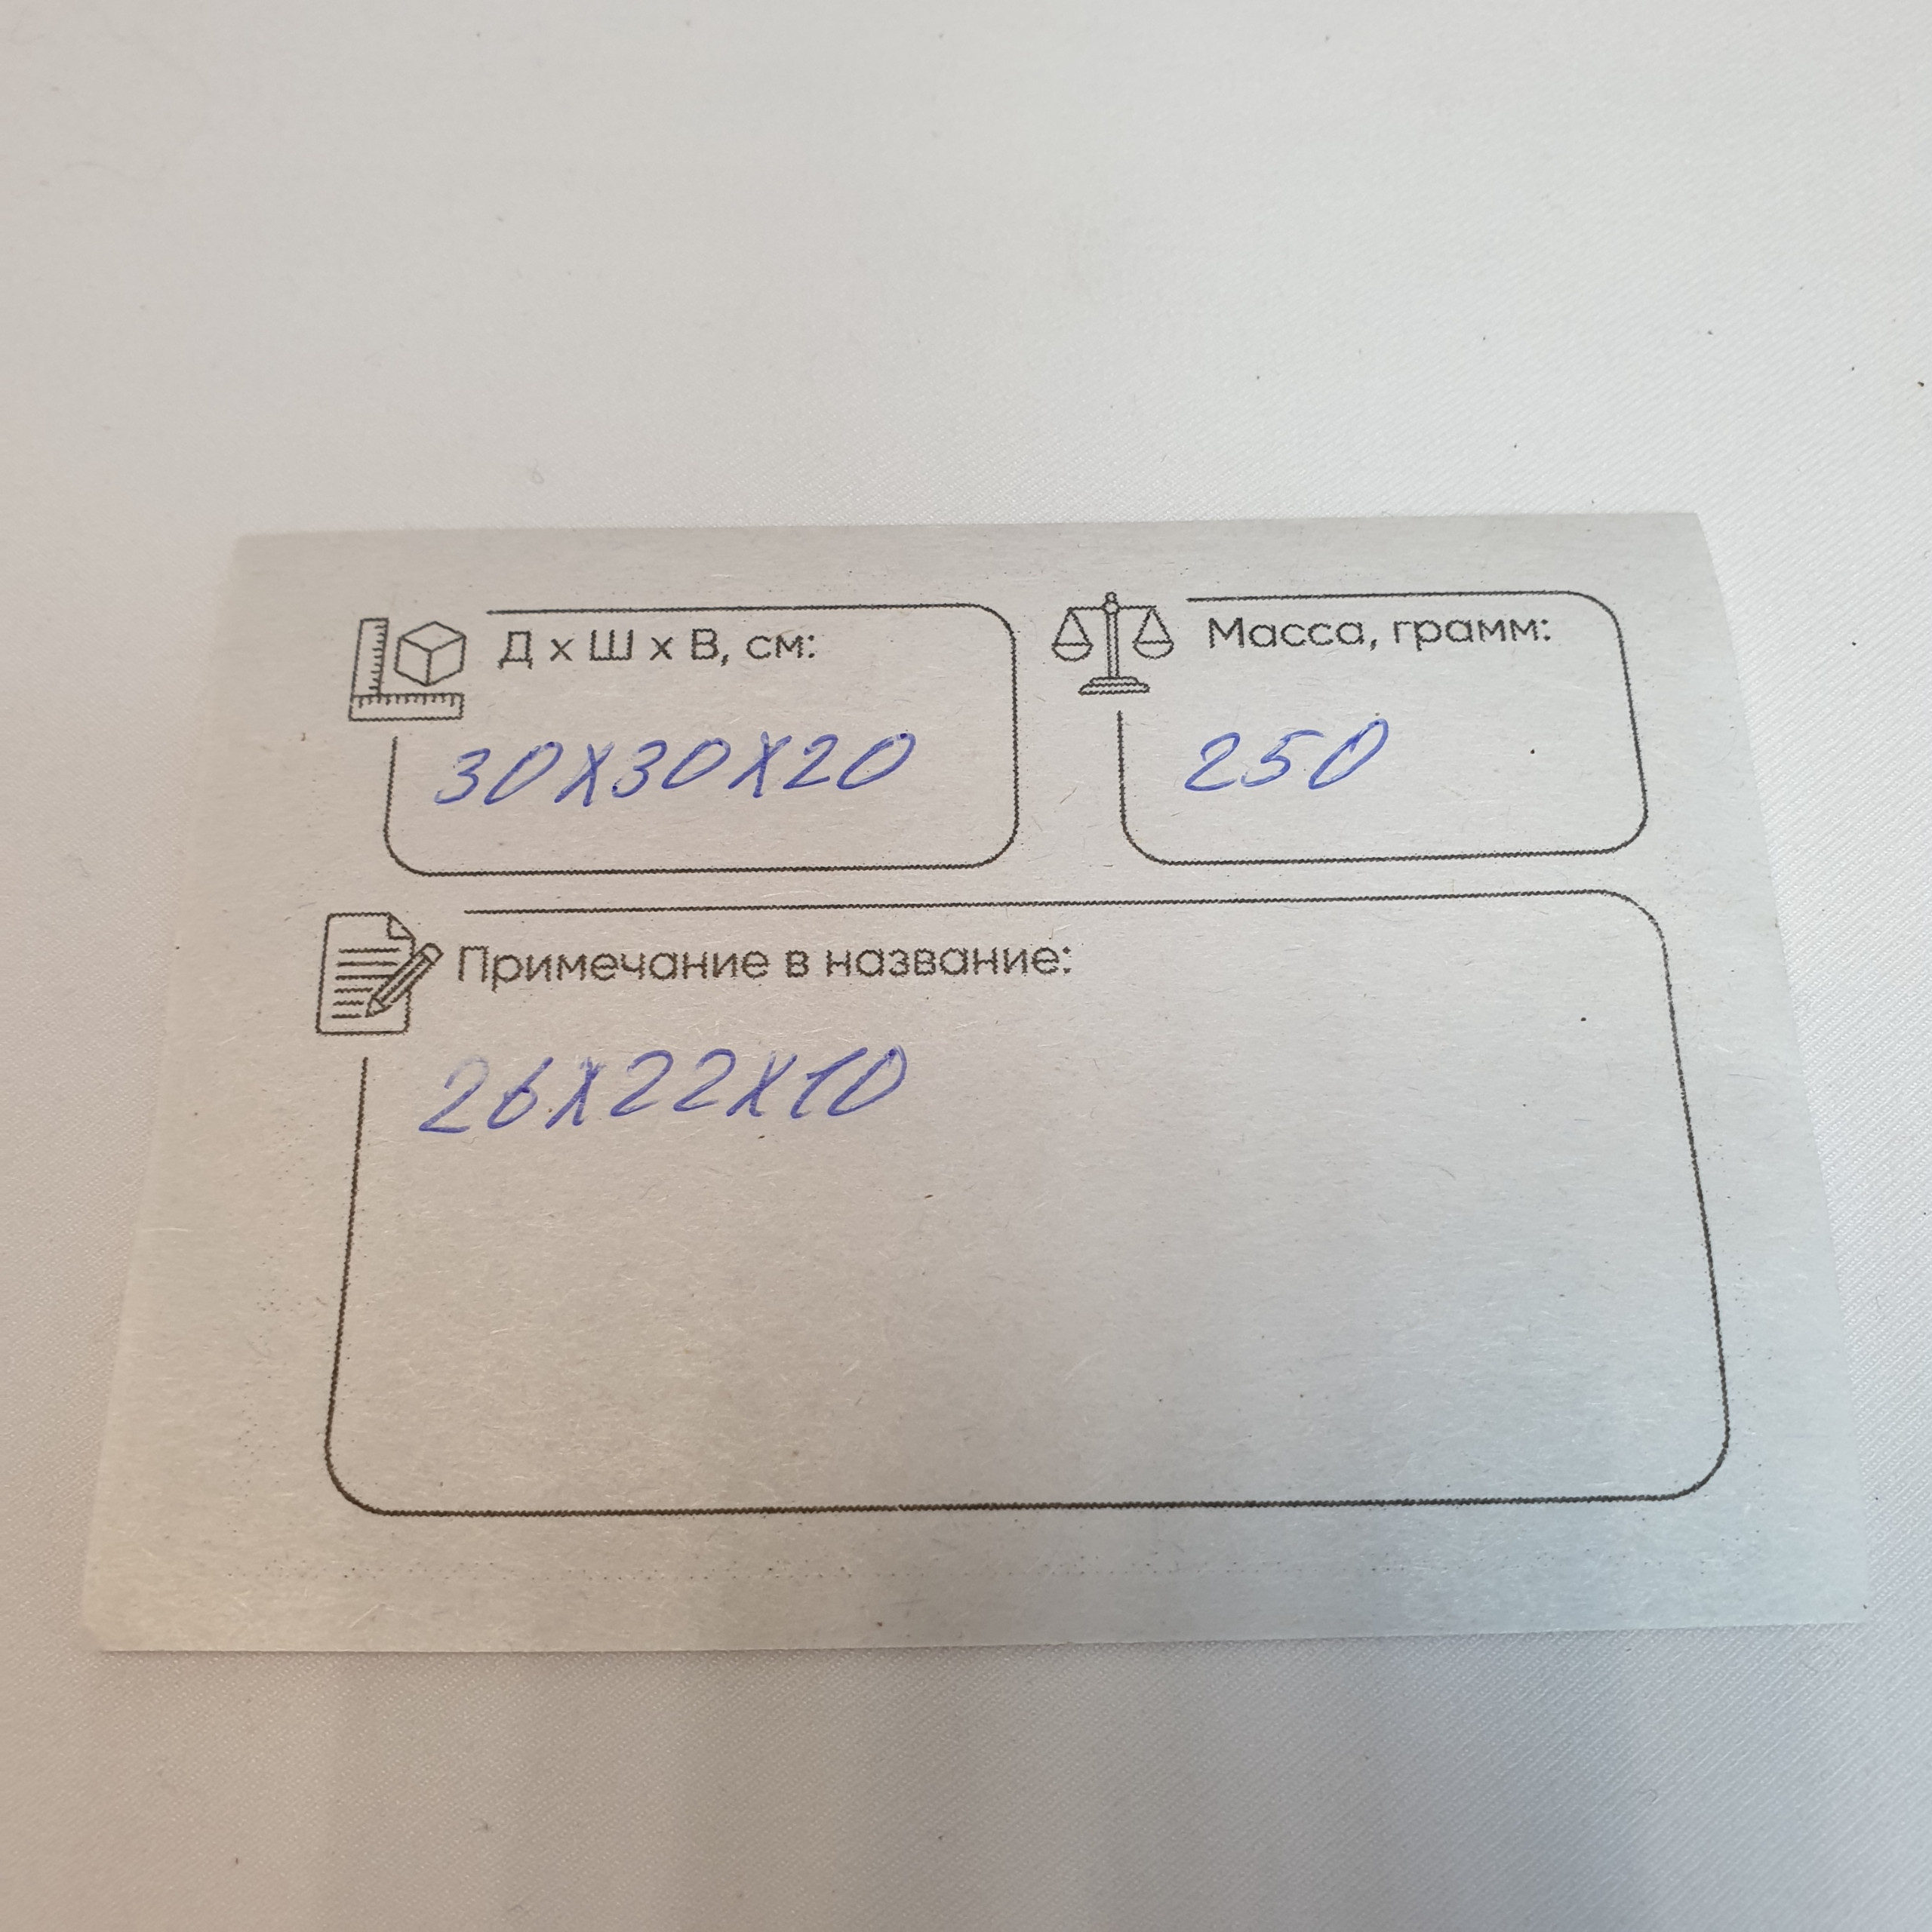 Д x Ш x В, см:
30X30X20
Масса, грамм:
250
Примечание в название:
26X22X10